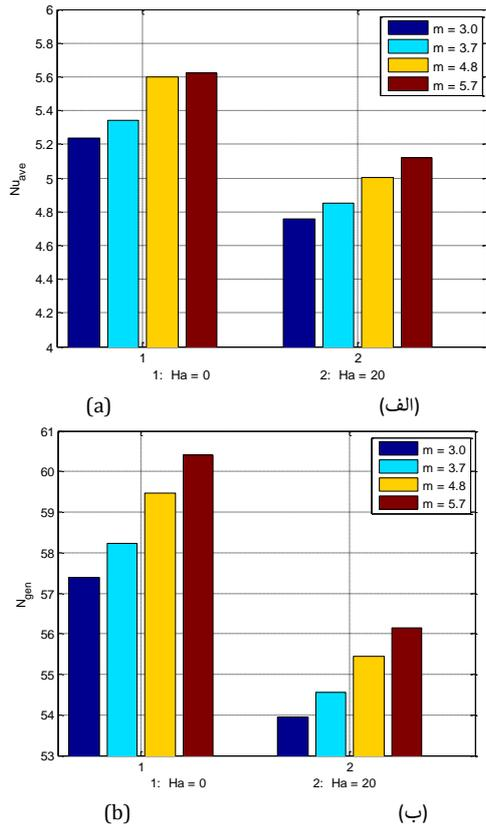 6
5.8
5.6
5.4
5.2
5
4.8
4.6
4.4
4.2
4
Nu_ave
m = 3.0
m = 3.7
m = 4.8
m = 5.7
1 2
1: Ha = 0 2: Ha = 20
(a) (الف)
61
60
59
58
57
56
55
54
53
N_gen
m = 3.0
m = 3.7
m = 4.8
m = 5.7
1 2
1: Ha = 0 2: Ha = 20
(b) (ب)